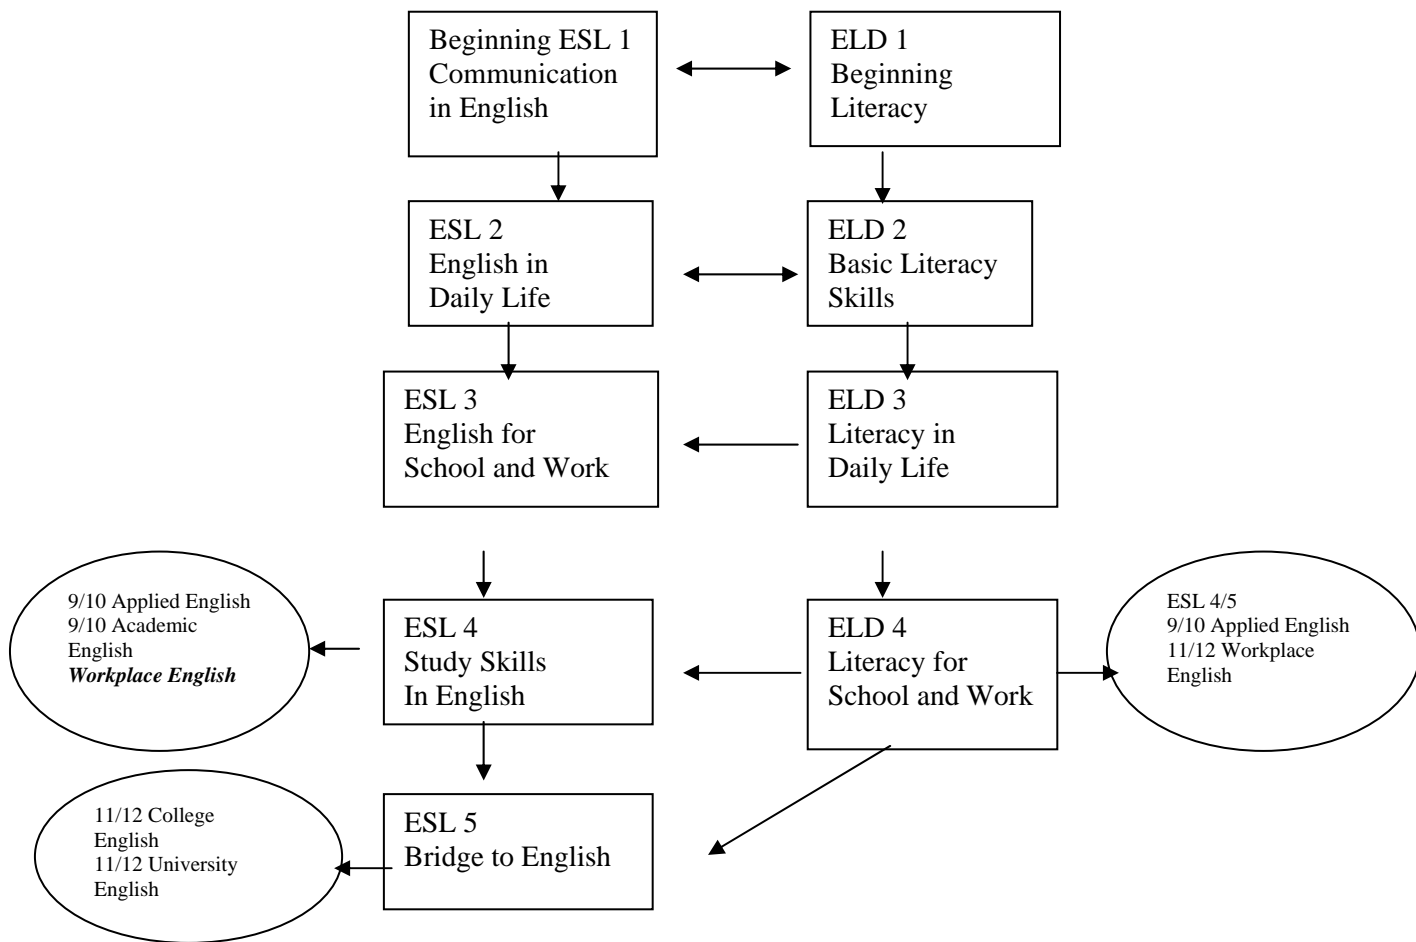 Beginning ESL 1
Communication
in English
ELD 1
Beginning
Literacy
ESL 2
English in
Daily Life
ELD 2
Basic Literacy
Skills
ESL 3
English for
School and Work
ELD 3
Literacy in
Daily Life
9/10 Applied English
9/10 Academic
English
Workplace English
ESL 4
Study Skills
In English
ELD 4
Literacy for
School and Work
ESL 4/5
9/10 Applied English
11/12 Workplace
English
11/12 College
English
11/12 University
English
ESL 5
Bridge to English